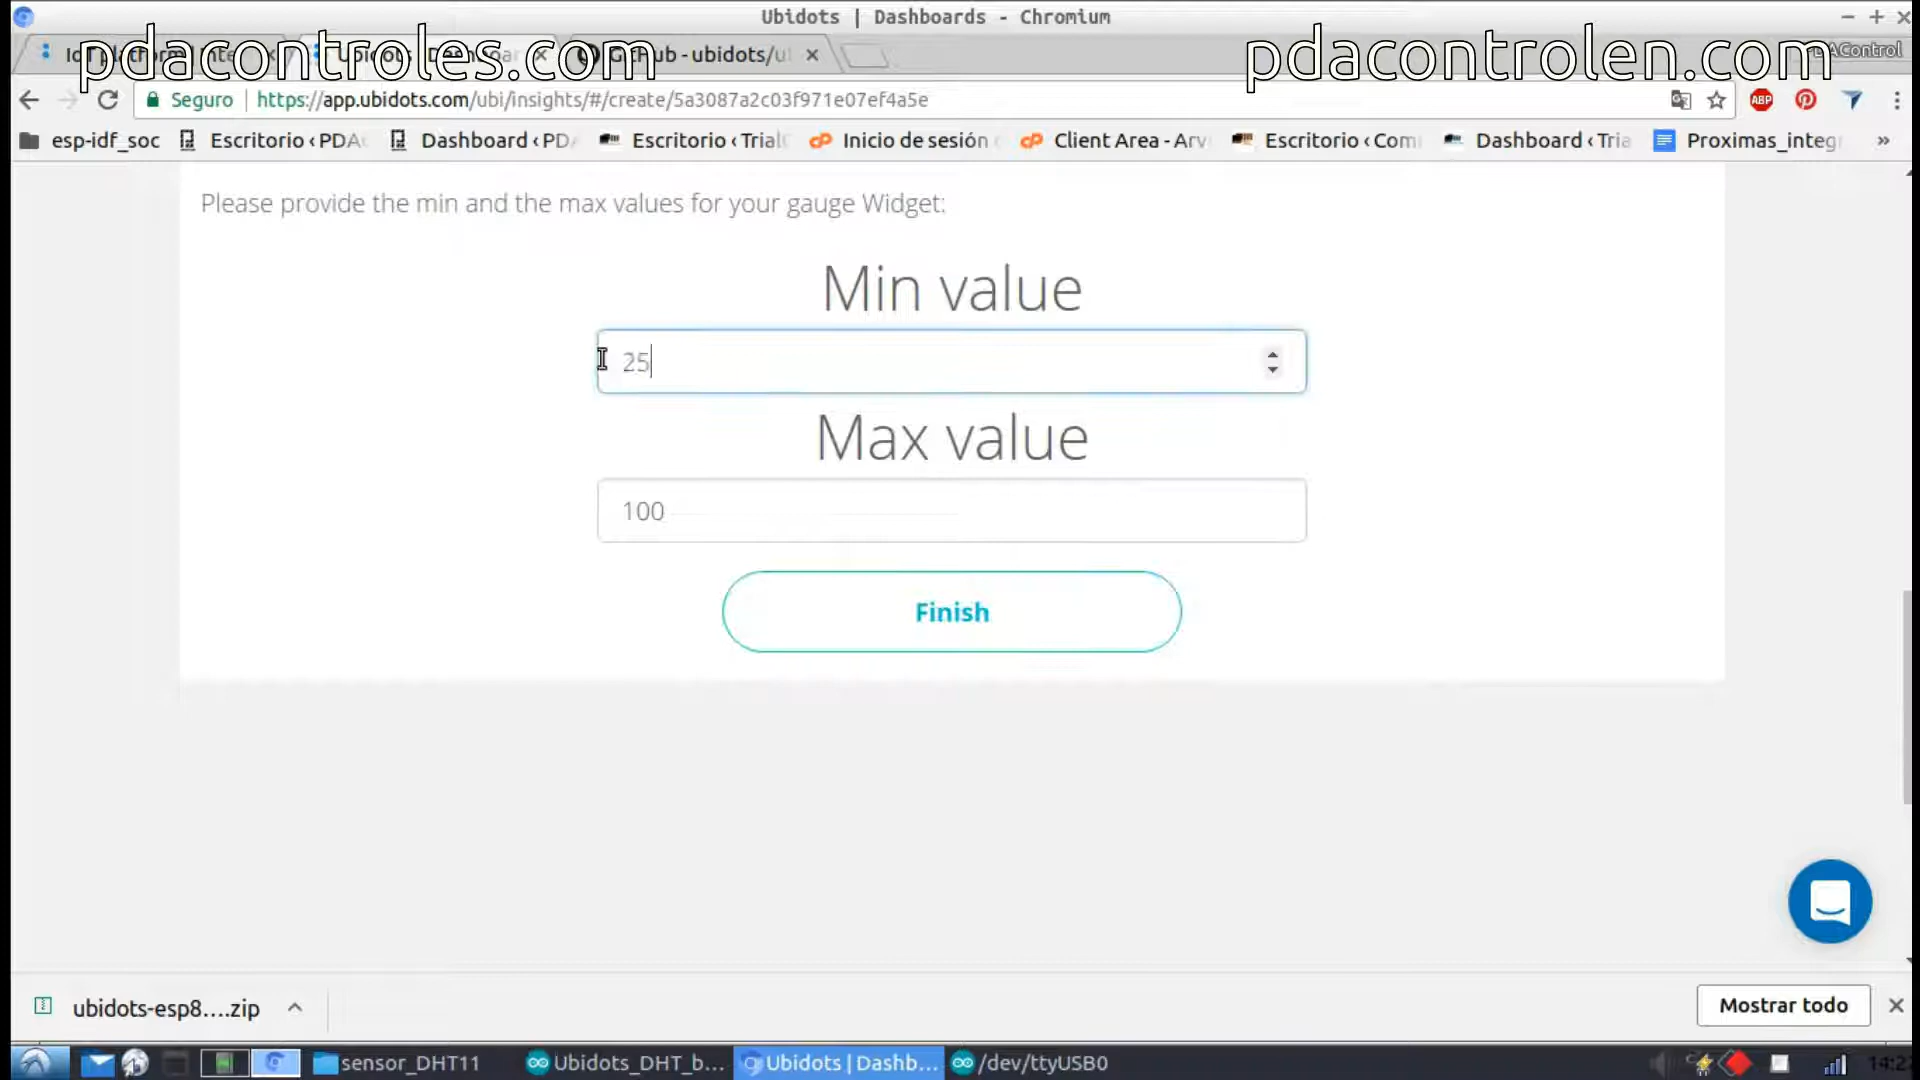 Ubidots | Dashboards - Chromium
pdacontroles.com
pdacontrolen.com
GitHub - ubidots/u
Seguro | https://app.ubidots.com/ubi/insights/#/create/5a3087a2c03f971e07ef4a5e
ABP
esp-idf_soc Escritorio ‹ PDA Dashboard ‹ PD Escritorio ‹ Trial Inicio de sesión Client Area - Arv Escritorio ‹ Com Dashboard ‹ Tria Proximas_integ »
Please provide the min and the max values for your gauge Widget:
Min value
25
Max value
100
Finish
ubidots-esp8....zip
Mostrar todo
sensor_DHT11 Ubidots_DHT_b... Ubidots | Dashb... /dev/ttyUSB0